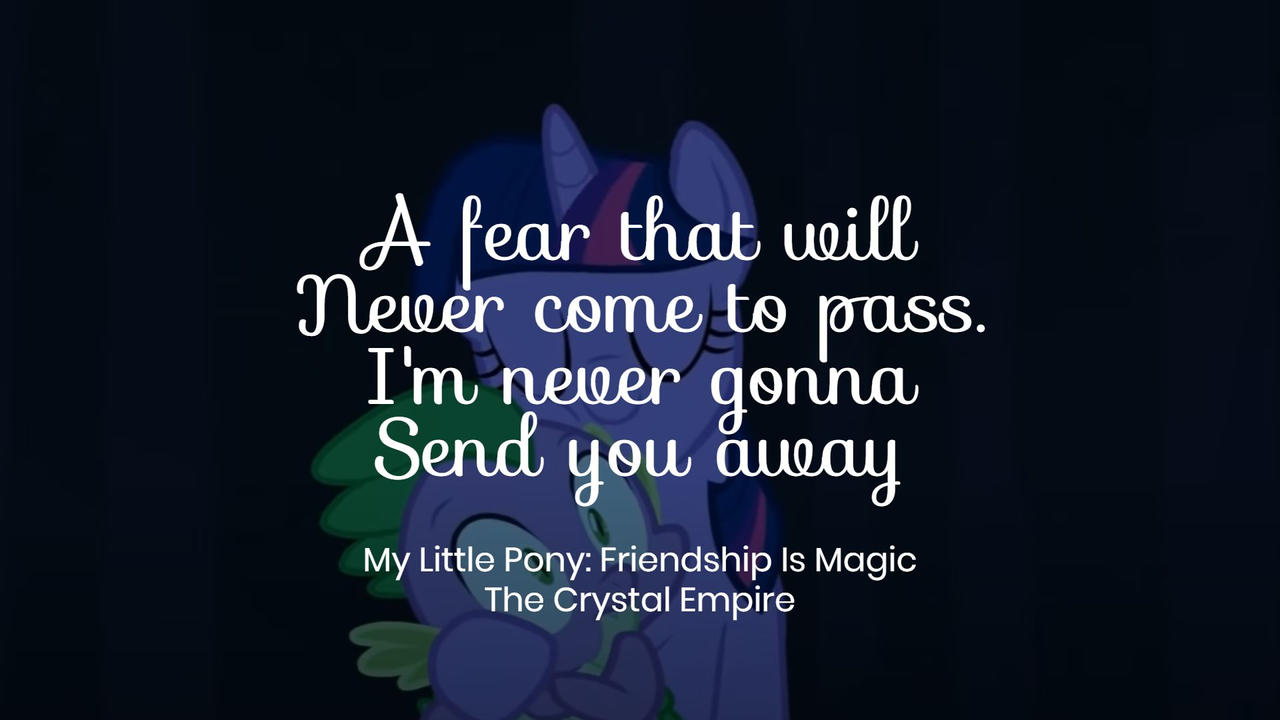 A fear that will
Never come to pass.
I'm never gonna
Send you away
My Little Pony: Friendship Is Magic
The Crystal Empire